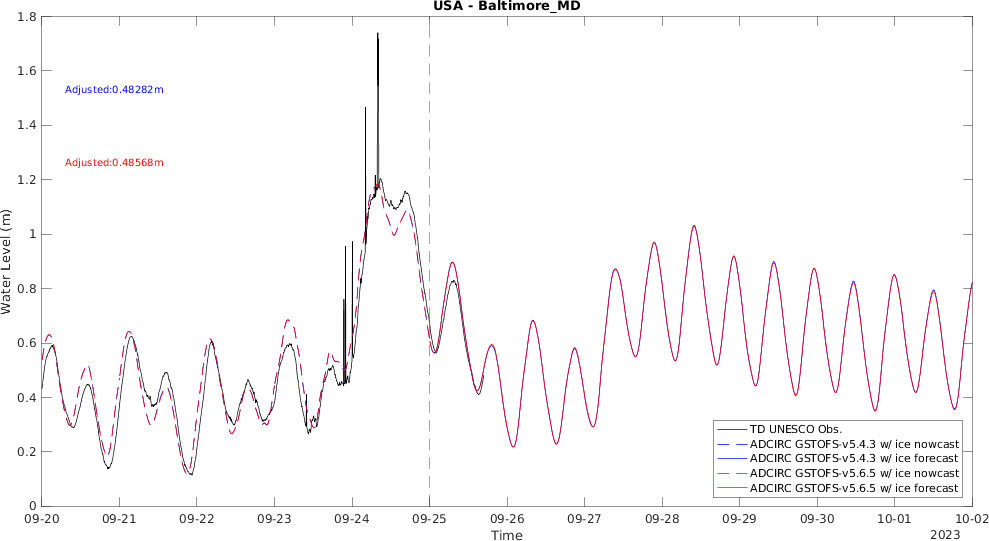 USA - Baltimore_MD
1.8
1.6
1.4
1.2
1
0.8
0.6
0.4
0.2
0
Water Level (m)
Adjusted:0.48282m
Adjusted:0.48568m
TD UNESCO Obs.
ADCIRC GSTOFS-v5.4.3 w/ ice nowcast
ADCIRC GSTOFS-v5.4.3 w/ ice forecast
ADCIRC GSTOFS-v5.6.5 w/ ice nowcast
ADCIRC GSTOFS-v5.6.5 w/ ice forecast
09-20 09-21 09-22 09-23 09-24 09-25 09-26 09-27 09-28 09-29 09-30 10-01 10-02
Time 2023